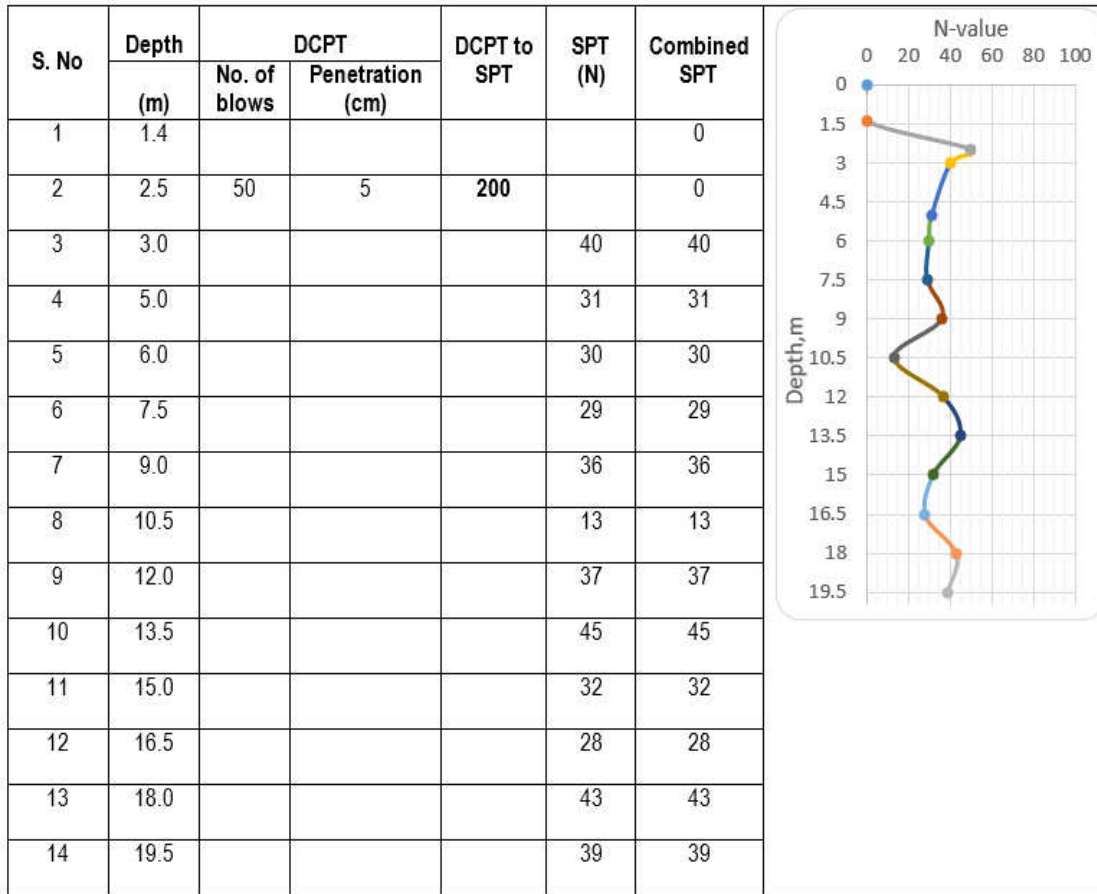 S. No Depth (m) DCPT DCPT to SPT SPT (N) Combined SPT
No. of blows Penetration (cm)
1 1.4 0
2 2.5 50 5 200 0
3 3.0 40 40
4 5.0 31 31
5 6.0 30 30
6 7.5 29 29
7 9.0 36 36
8 10.5 13 13
9 12.0 37 37
10 13.5 45 45
11 15.0 32 32
12 16.5 28 28
13 18.0 43 43
14 19.5 39 39
N-value
0 20 40 60 80 100
Depth,m
0
1.5
3
4.5
6
7.5
9
10.5
12
13.5
15
16.5
18
19.5